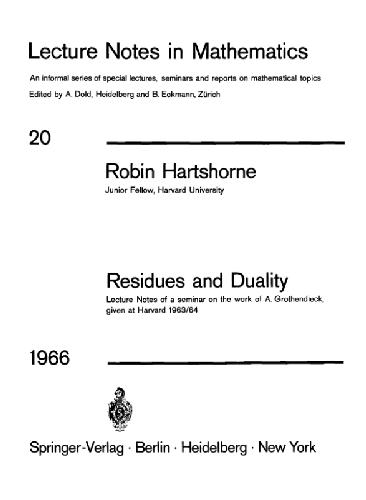 Lecture Notes in Mathematics
An informal series of special lectures, seminars and reports on mathematical topics
Edited by A. Dold, Heidelberg and B. Eckmann, Zürich
20
Robin Hartshorne
Junior Fellow, Harvard University
Residues and Duality
Lecture Notes of a seminar on the work of A. Grothendieck,
given at Harvard 1963/64
1966
Springer-Verlag · Berlin · Heidelberg · New York